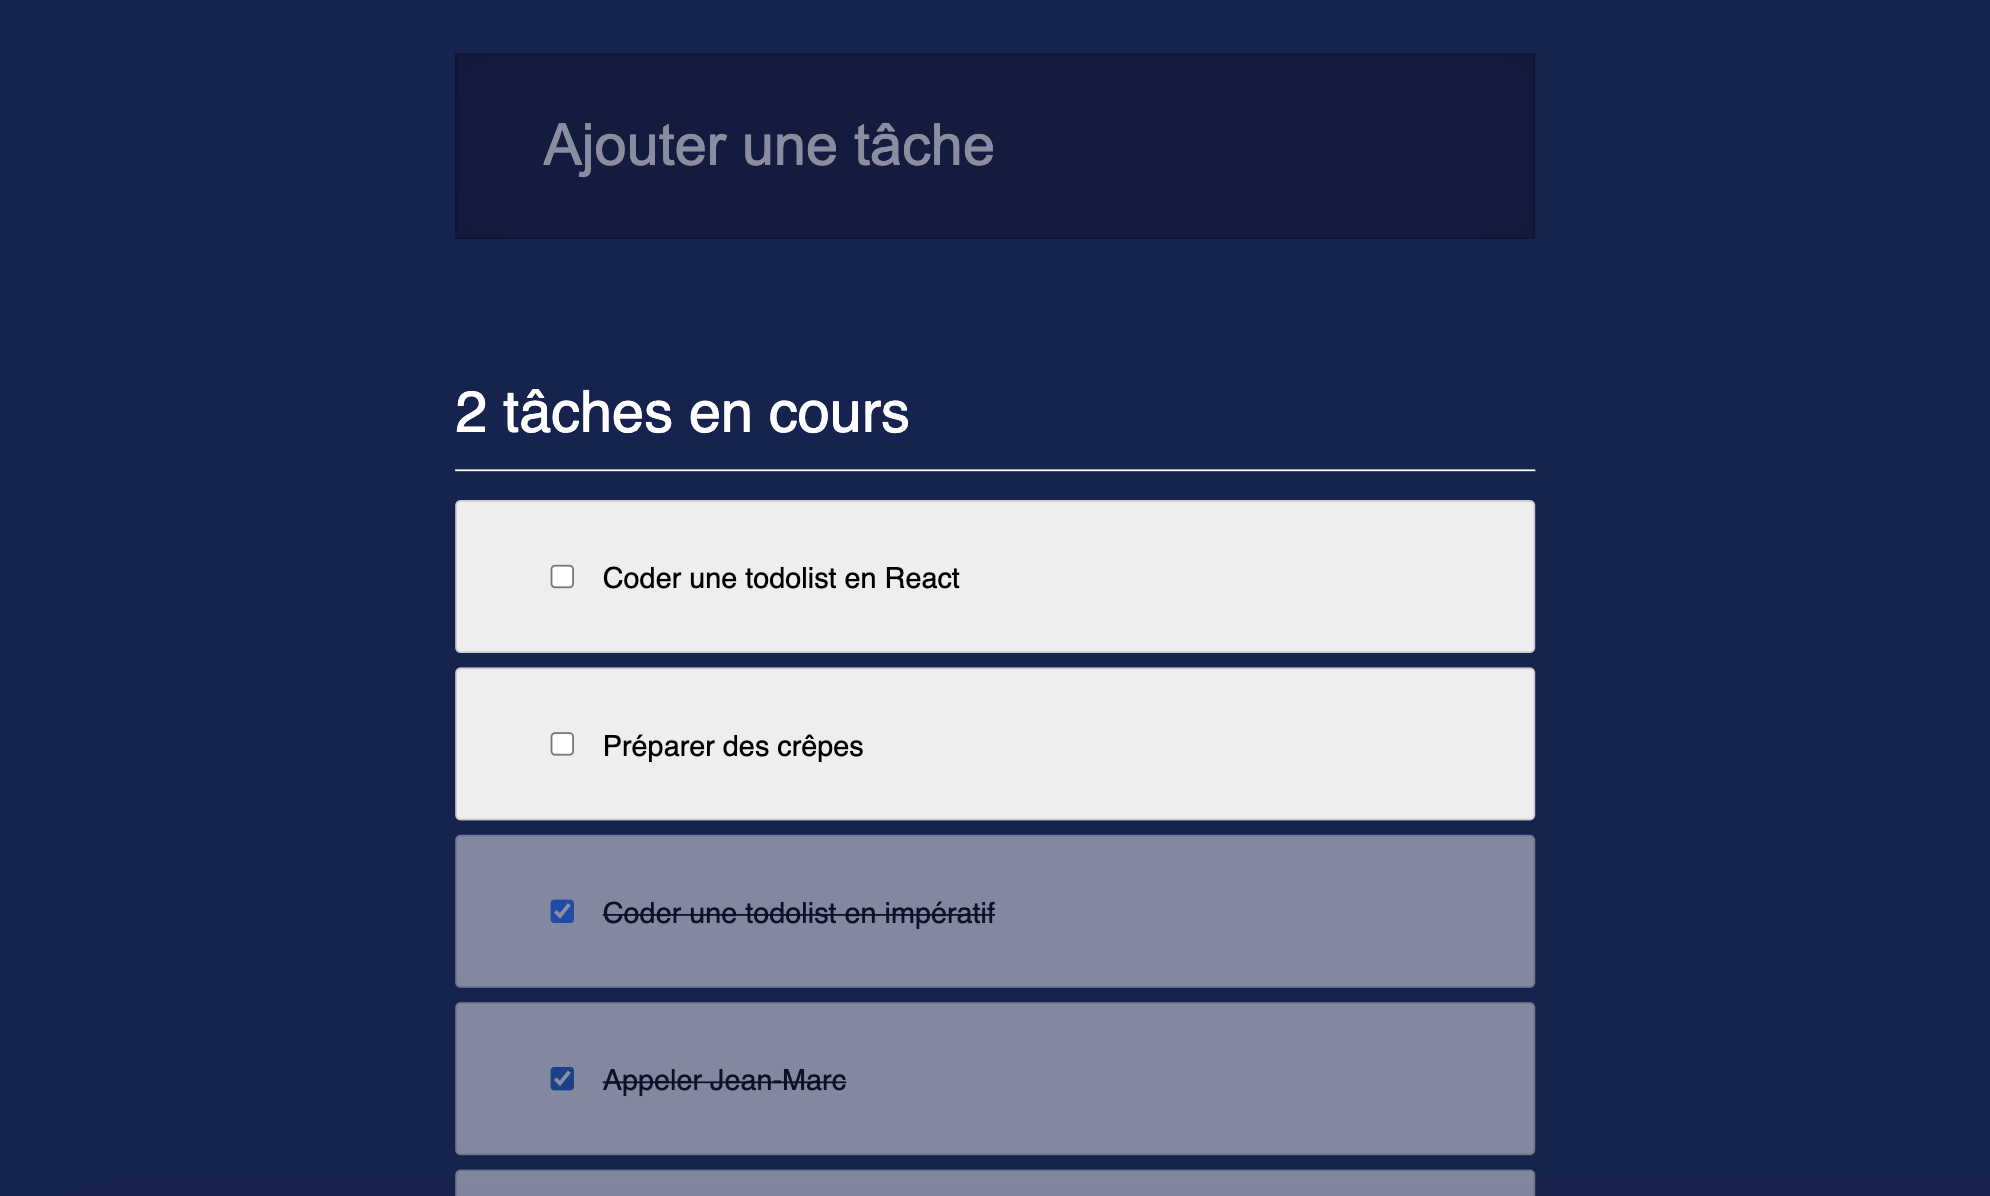 Ajouter une tâche
2 tâches en cours
Coder une todolist en React
Préparer des crêpes
Coder une todolist en impératif
Appeler Jean-Marc